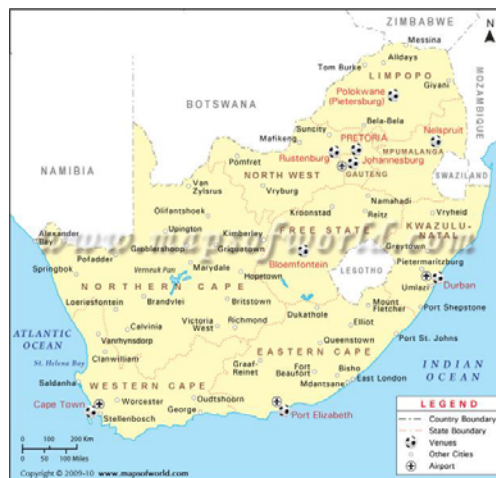 ZIMBABWE
N
Messina
Alldays
Tom Burke
LIMPOPO
Giyani
Polokwane
(Pietersburg)
MOZAMBIQUE
BOTSWANA
Bela-Bela
Suncity
PRETORIA
Nelspruit
Mafikeng
MPUMALANGA
Rustenburg
Johannesburg
Pomfret
GAUTENG
NAMIBIA
NORTH WEST
SWAZILAND
Van
Zylsrus
Vryburg
Namahadi
Olifantshoek
Kroonstad
Reitz
Vryheid
KWAZULU-
NATAL
Upington
Kimberley
FREE STATE
Alexander
Bay
www.mapofworld.com
Greytown
Groblershoop
Griquatown
Pofadder
Bloemfontein
Pietermaritzburg
Springbok
Verneuk Pan
Marydale
Hopetown
LEGOTHO
Umlazi
Durban
NORTHERN CAPE
Loeriesfontein
Brandvlei
Britstown
Mount
Fletcher
Port Shepstone
Dukathole
ATLANTIC
OCEAN
Calvinia
Victoria
West
Richmond
Elliot
Vanrhynsdorp
Port St. Johns
Queenstown
St. Helena Bay
Clanwilliam
EASTERN CAPE
INDIAN
OCEAN
Graaf-
Reinet
Fort
Beaufort
Bisho
Saldanha
WESTERN CAPE
Mdantsane
East London
Worcester
Oudtshoorn
Cape Town
Stellenbosch
George
Port Elizabeth
LEGEND
Country Boundary
State Boundary
Venues
Other Cities
Airport
0 100 200 Km
0 50 100 Miles
Copyright © 2009-10 www.mapsofworld.com